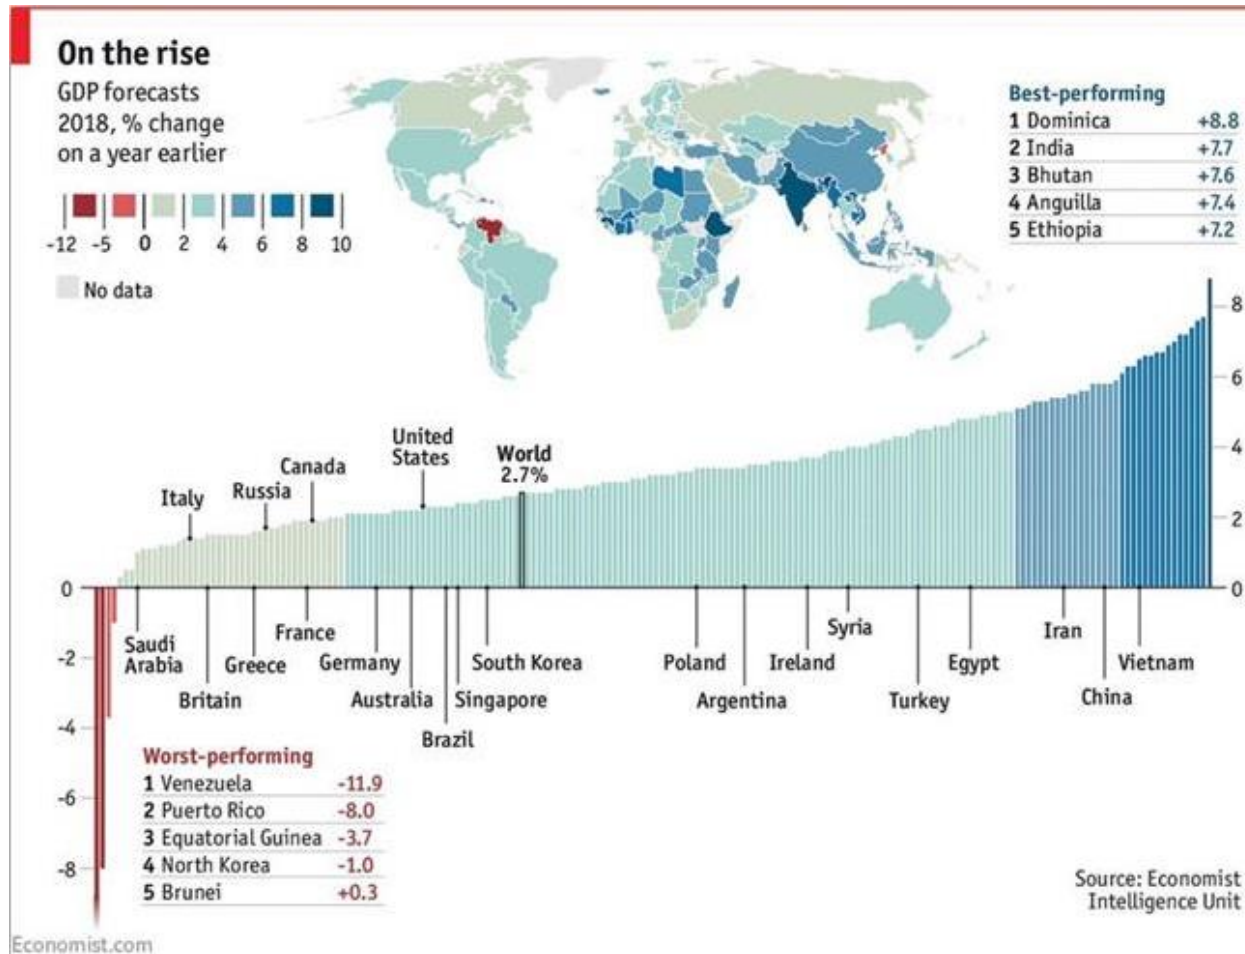 On the rise
GDP forecasts
2018, % change
on a year earlier
-12 -5 0 2 4 6 8 10
No data
Best-performing
1 Dominica +8.8
2 India +7.7
3 Bhutan +7.6
4 Anguilla +7.4
5 Ethiopia +7.2
8
6
4
2
0
United
States
World
2.7%
Canada
Russia
Italy
0
-2
-4
-6
-8
Saudi
Arabia
Britain
Greece
France
Germany
Australia
Brazil
Singapore
South Korea
Poland
Argentina
Ireland
Syria
Turkey
Egypt
Iran
China
Vietnam
Worst-performing
1 Venezuela -11.9
2 Puerto Rico -8.0
3 Equatorial Guinea -3.7
4 North Korea -1.0
5 Brunei +0.3
Source: Economist
Intelligence Unit
Economist.com